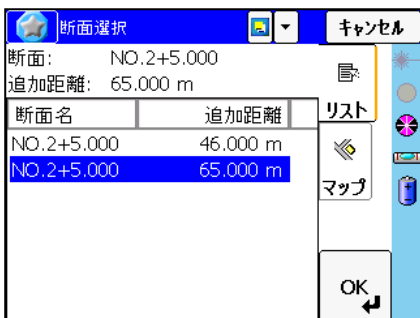 断面選択
キャンセル
断面: NO.2+5.000
追加距離: 65.000 m
リスト
断面名 追加距離
NO.2+5.000 46.000 m
NO.2+5.000 65.000 m
マップ
OK